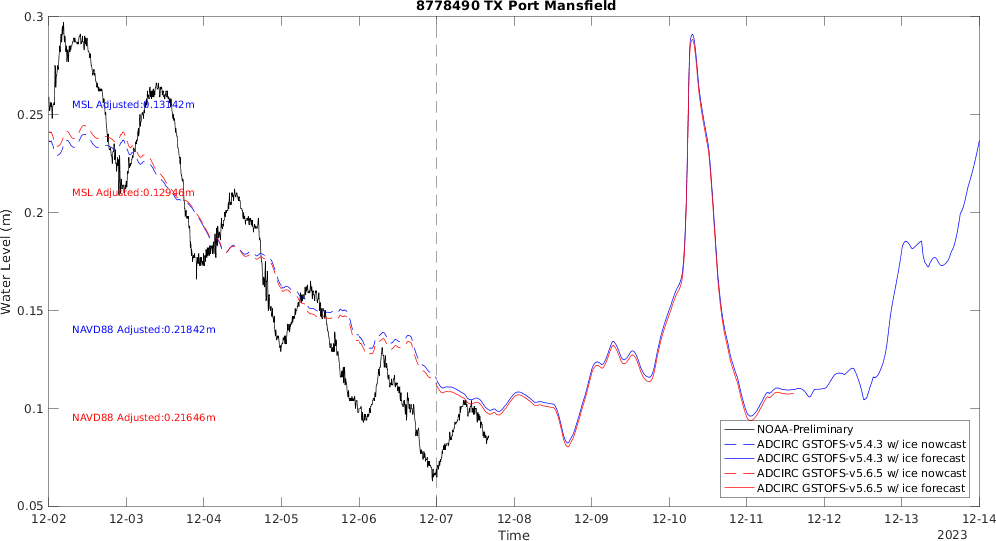 8778490 TX Port Mansfield
0.3
0.25
0.2
0.15
0.1
0.05
Water Level (m)
MSL Adjusted:0.13142m
MSL Adjusted:0.12946m
NAVD88 Adjusted:0.21842m
NAVD88 Adjusted:0.21646m
NOAA-Preliminary
ADCIRC GSTOFS-v5.4.3 w/ ice nowcast
ADCIRC GSTOFS-v5.4.3 w/ ice forecast
ADCIRC GSTOFS-v5.6.5 w/ ice nowcast
ADCIRC GSTOFS-v5.6.5 w/ ice forecast
12-02 12-03 12-04 12-05 12-06 12-07 12-08 12-09 12-10 12-11 12-12 12-13 12-14
Time
2023